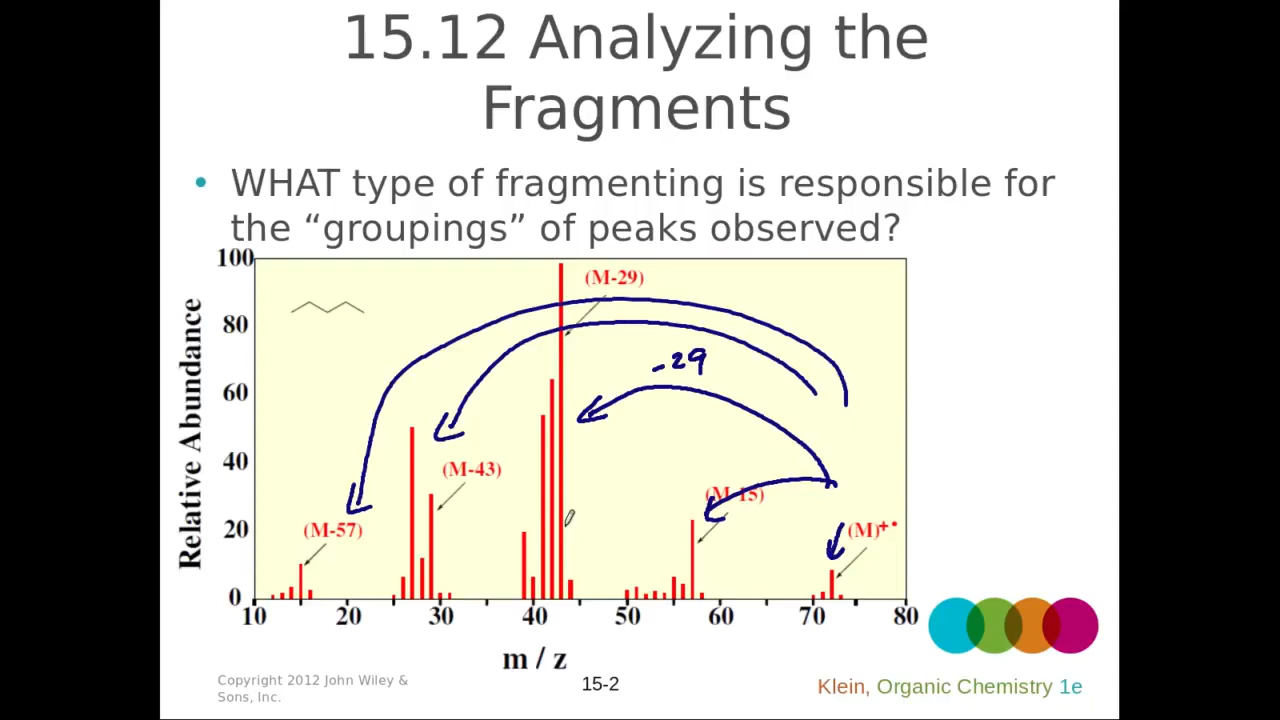 15.12 Analyzing the
Fragments
• WHAT type of fragmenting is responsible for
the “groupings” of peaks observed?
100
80
60
40
20
0
Relative Abundance
(M-29)
-29
(M-43)
(M-15)
(M-57)
(M)+•
10 20 30 40 50 60 70 80
m / z
Copyright 2012 John Wiley &
Sons, Inc.
15-2
Klein, Organic Chemistry 1e